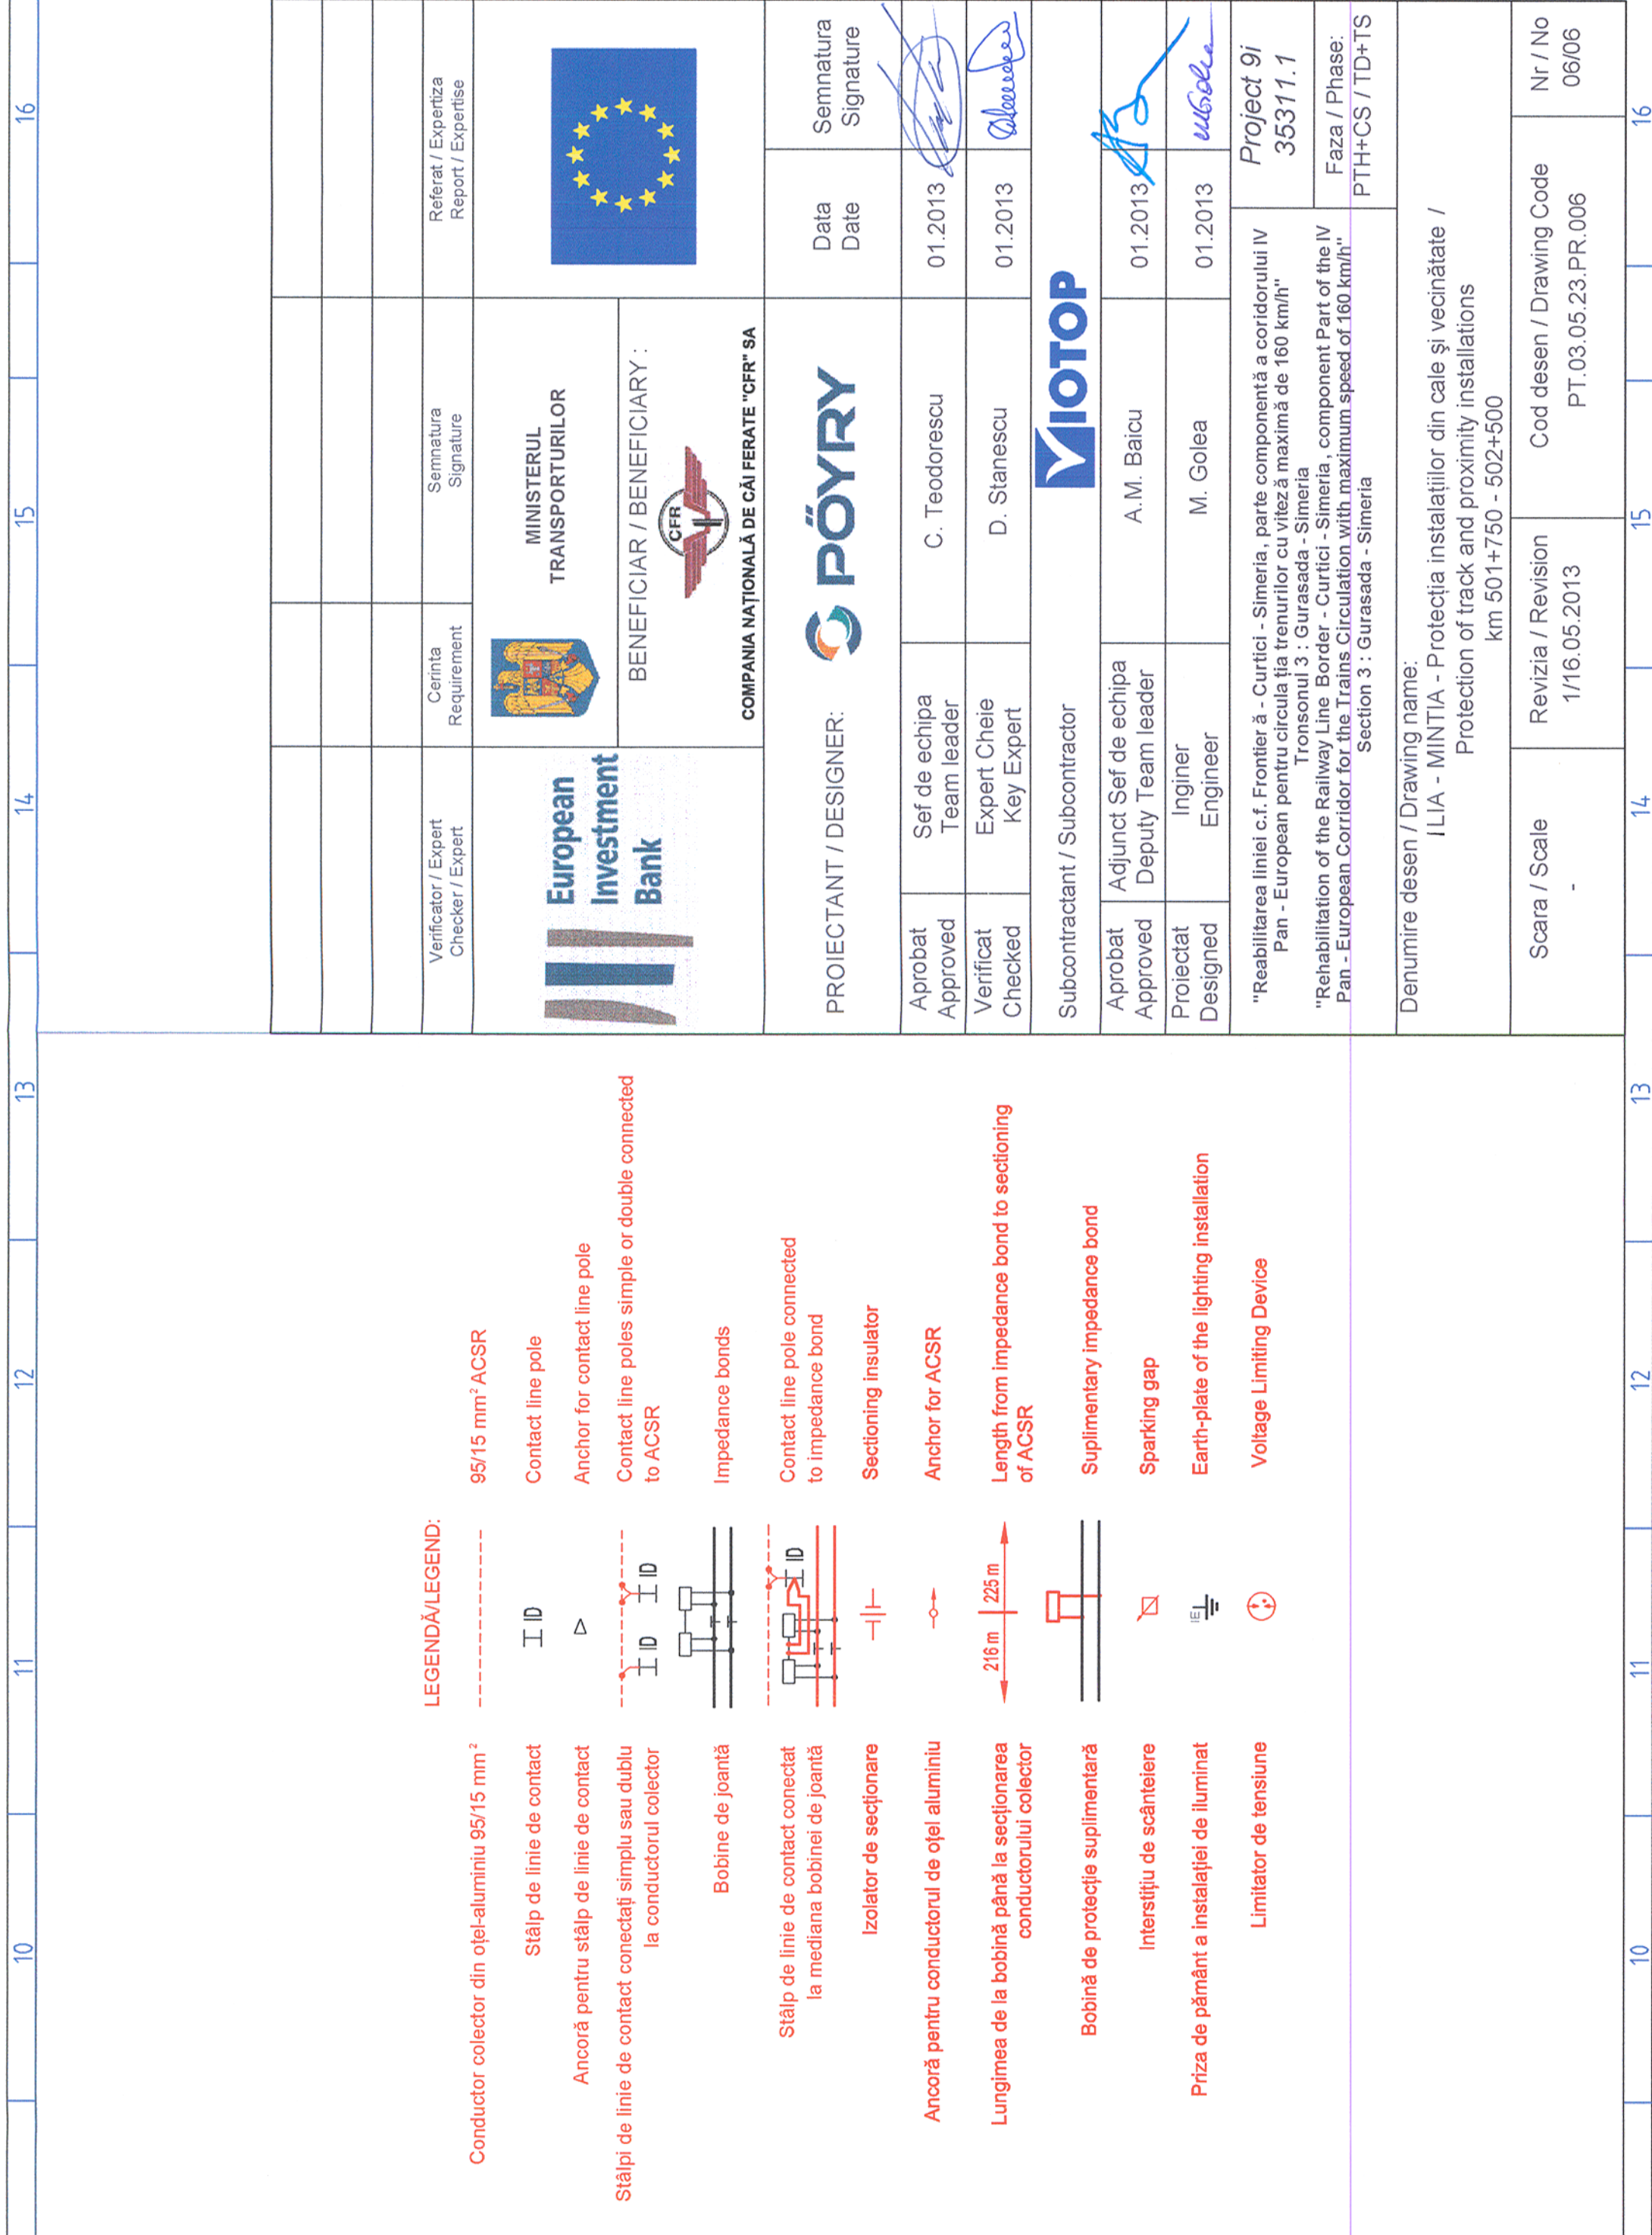 10 11 12 13 14 15 16
LEGENDĂ/LEGEND:
Conductor colector din oțel-aluminiu 95/15 mm²
95/15 mm² ACSR
Stâlp de linie de contact
ID
Contact line pole
Ancoră pentru stâlp de linie de contact
Anchor for contact line pole
Stâlpi de linie de contact conectați simplu sau dublu
la conductorul colector
ID ID
Contact line poles simple or double connected
to ACSR
Bobine de joantă
Impedance bonds
Stâlp de linie de contact conectat
la mediana bobinei de joantă
ID
Contact line pole connected
to impedance bond
Izolator de secționare
Sectioning insulator
Ancoră pentru conductorul de oțel aluminiu
Anchor for ACSR
Lungimea de la bobină până la secționarea
conductorului colector
216 m 225 m
Length from impedance bond to sectioning
of ACSR
Bobină de protecție suplimentară
Suplimentary impedance bond
Interstițiu de scânteiere
Sparking gap
Priza de pământ a instalației de iluminat
IE
Earth-plate of the lighting installation
Limitator de tensiune
Voltage Limiting Device
Verificator / Expert
Checker / Expert
Cerinta
Requirement
Semnatura
Signature
Referat / Expertiza
Report / Expertise
European
Investment
Bank
MINISTERUL
TRANSPORTURILOR
BENEFICIAR / BENEFICIARY :
CFR
COMPANIA NAȚIONALĂ DE CĂI FERATE "CFR" SA
PROIECTANT / DESIGNER:
PÖYRY
Data
Date
Semnatura
Signature
Aprobat
Approved
Sef de echipa
Team leader
C. Teodorescu
01.2013
Verificat
Checked
Expert Cheie
Key Expert
D. Stanescu
01.2013
Subcontractant / Subcontractor
VIOTOP
Aprobat
Approved
Adjunct Sef de echipa
Deputy Team leader
A.M. Baicu
01.2013
Proiectat
Designed
Inginer
Engineer
M. Golea
01.2013
"Reabilitarea liniei c.f. Frontier ă - Curtici - Simeria, parte componentă a coridorului IV
Pan - European pentru circula ția trenurilor cu viteză maximă de 160 km/h"
Tronsonul 3 : Gurasada - Simeria
"Rehabilitation of the Railway Line Border - Curtici - Simeria, component Part of the IV
Pan - European Corridor for the Trains Circulation with maximum speed of 160 km/h"
Section 3 : Gurasada - Simeria
Project 9i
35311.1
Faza / Phase:
PTH+CS / TD+TS
Denumire desen / Drawing name:
ILIA - MINTIA - Protecția instalațiilor din cale și vecinătate /
Protection of track and proximity installations
km 501+750 - 502+500
Scara / Scale
-
Revizia / Revision
1/16.05.2013
Cod desen / Drawing Code
PT.03.05.23.PR.006
Nr / No
06/06
10 11 12 13 14 15 16